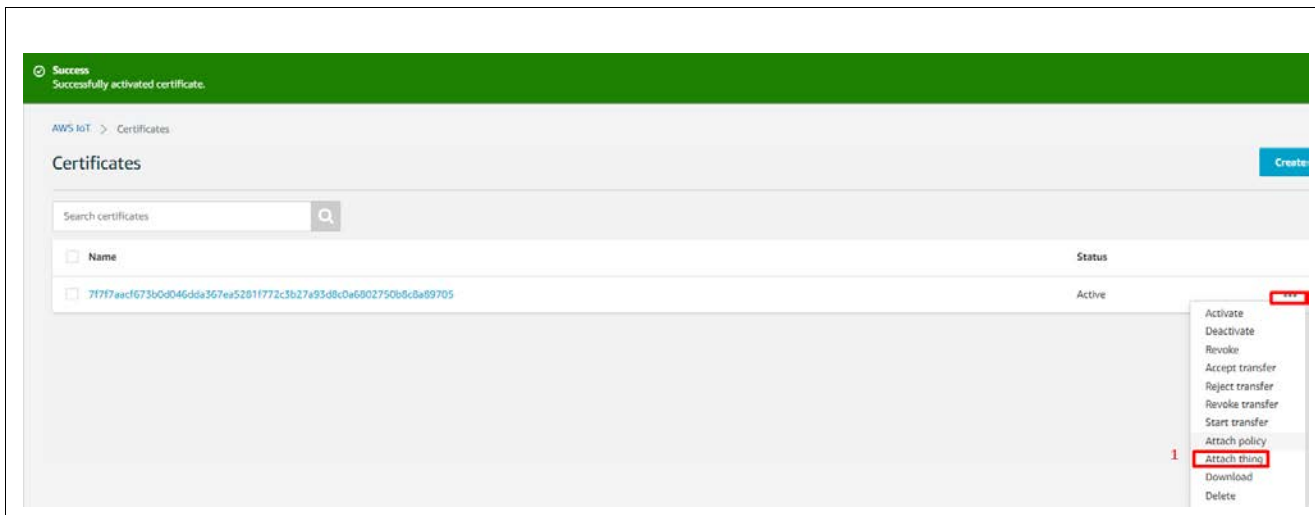 Success
Successfully activated certificate.
AWS IoT > Certificates
Certificates
Create
Search certificates
Name
Status
7f7f7aacf673b0d046dda367ea5281f772c3b27a93d8c0a6802750b8c8a89705
Active
...
Activate
Deactivate
Revoke
Accept transfer
Reject transfer
Revoke transfer
Start transfer
Attach policy
1 Attach thing
Download
Delete